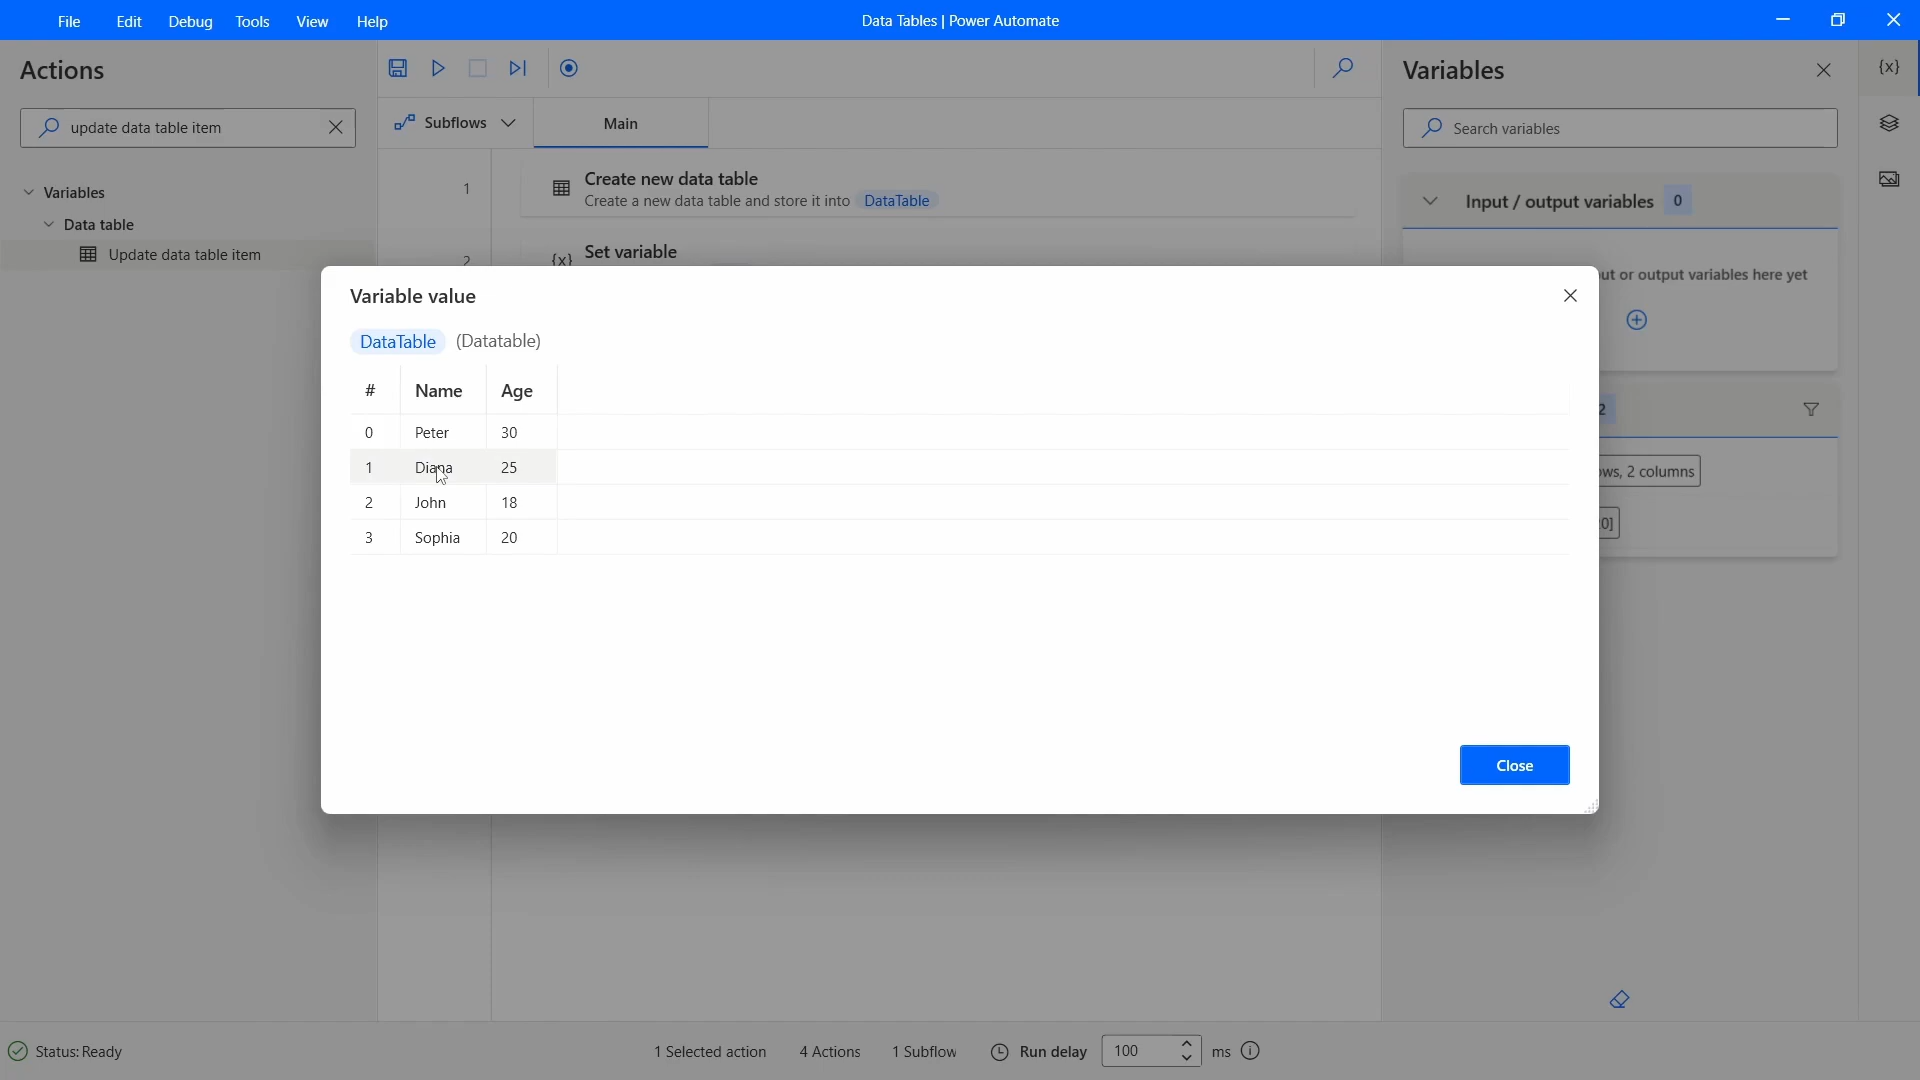 File Edit Debug Tools View Help
Data Tables | Power Automate
Actions
update data table item
Variables
Data table
Update data table item
Subflows
Main
1
Create new data table
Create a new data table and store it into DataTable
2
{x}
Set variable
Variables
{x}
Search variables
Input / output variables 0
ut or output variables here yet
2
ows, 2 columns
0]
Variable value
DataTable (Datatable)
# Name Age
0 Peter 30
1 Diana 25
2 John 18
3 Sophia 20
Close
Status: Ready
1 Selected action
4 Actions
1 Subflow
Run delay
100
ms